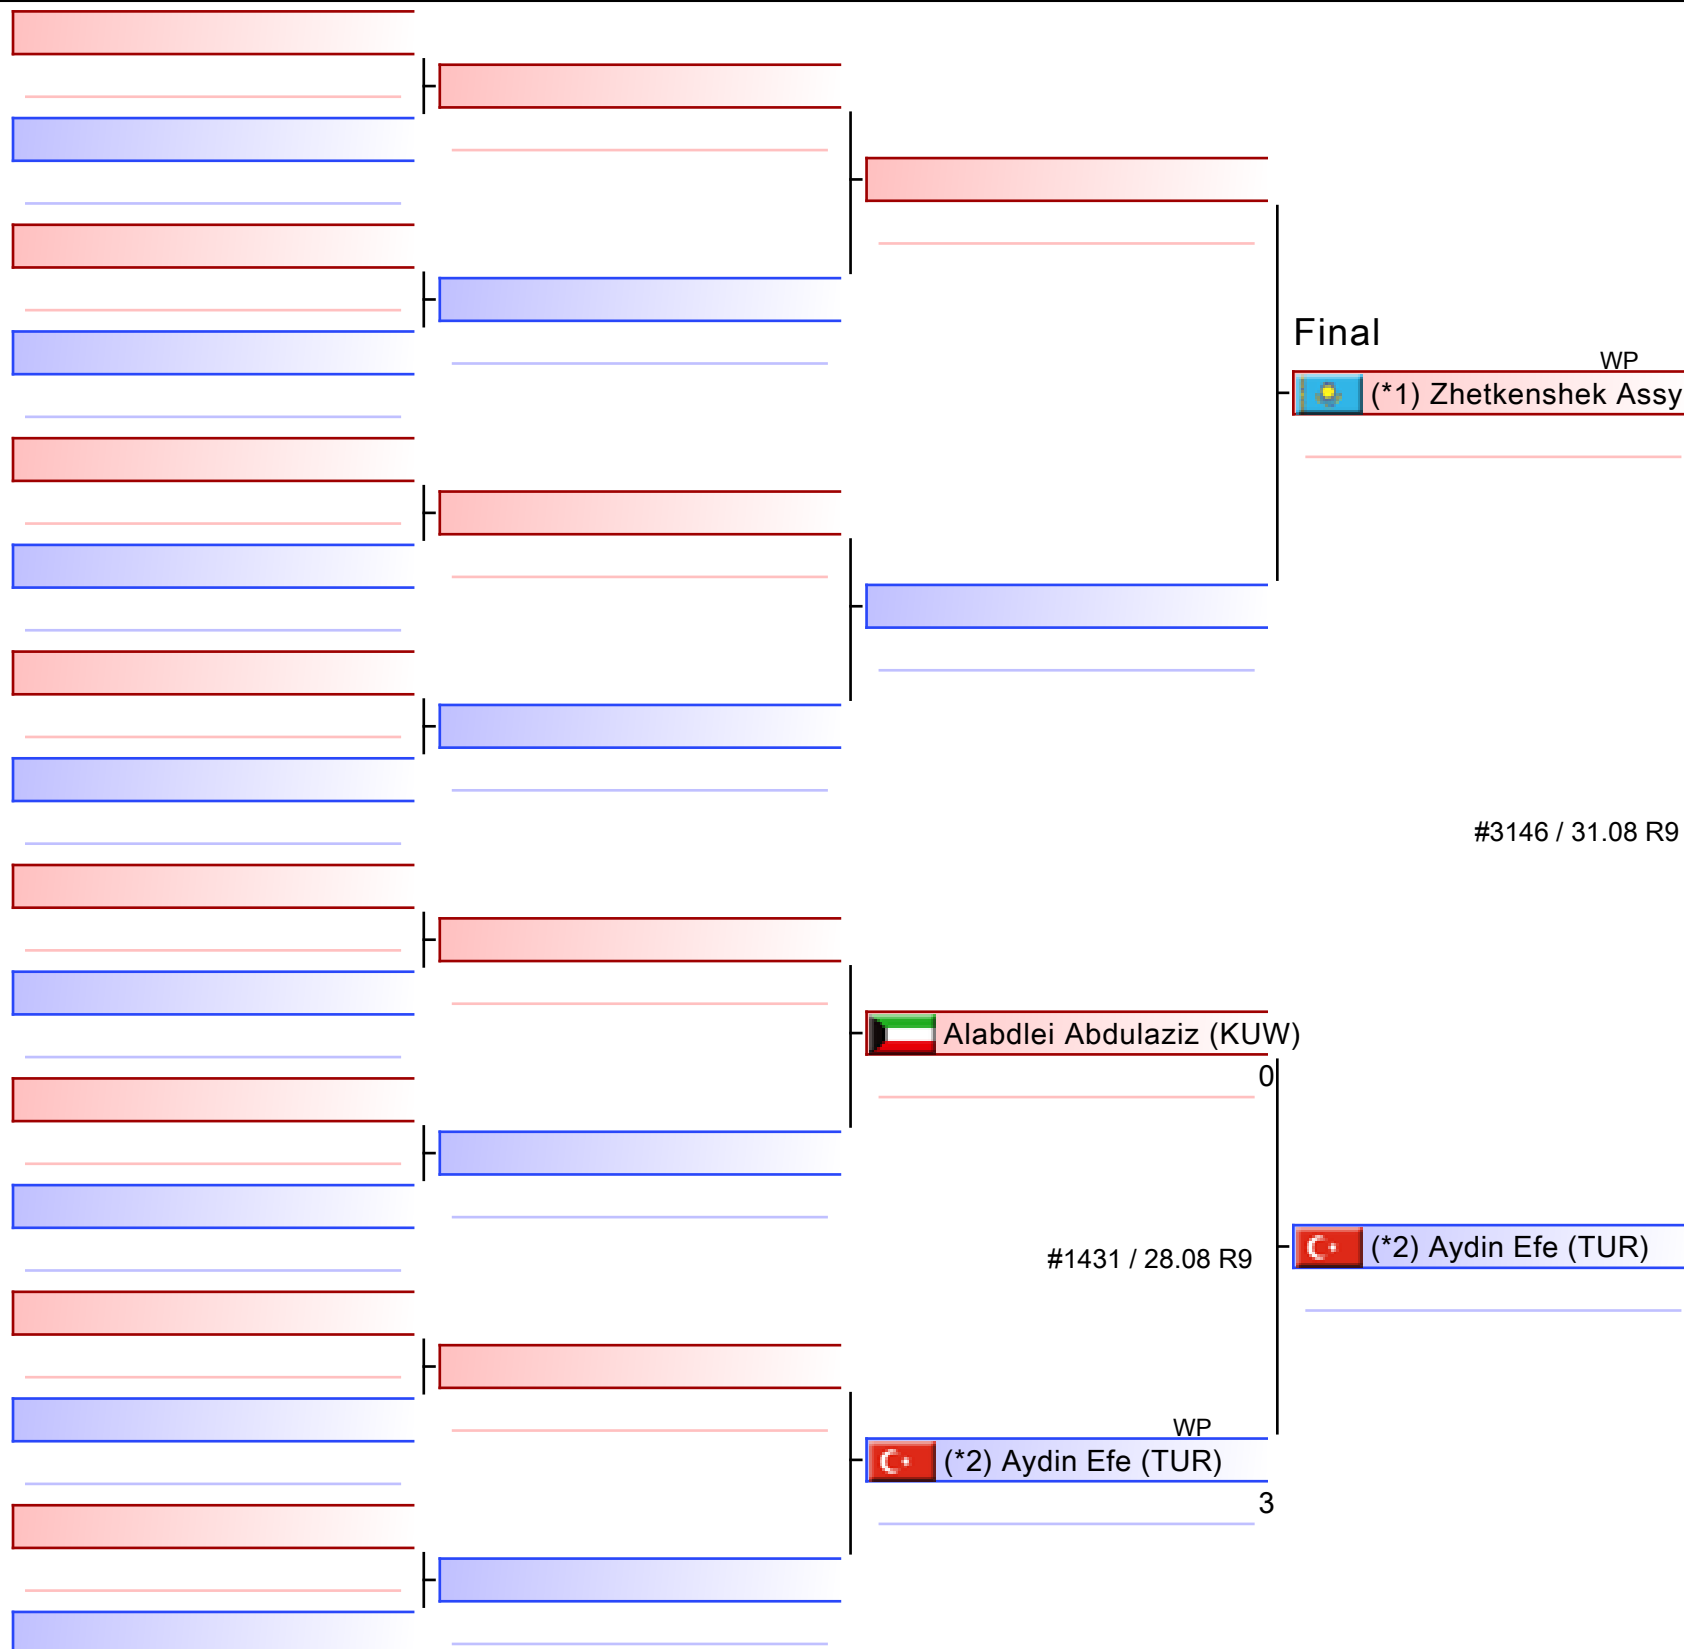 Final
WP
(*1) Zhetkenshek Assy
#3146 / 31.08 R9
Alabdlei Abdulaziz (KUW)
0
#1431 / 28.08 R9
(*2) Aydin Efe (TUR)
WP
(*2) Aydin Efe (TUR)
3